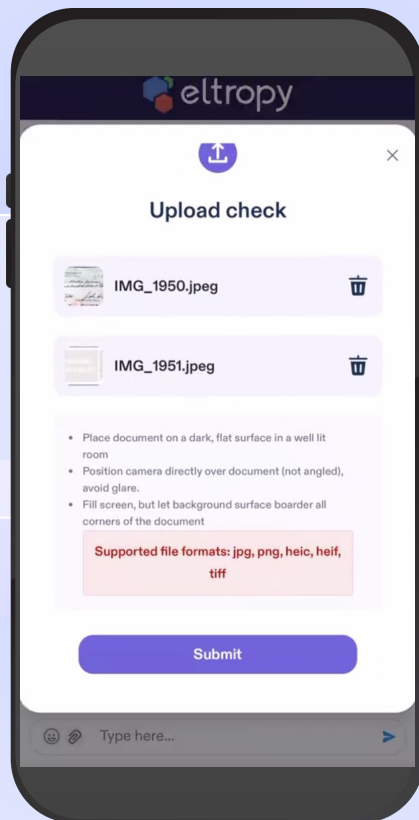 eltropy
Upload check
IMG_1950.jpeg
IMG_1951.jpeg
• Place document on a dark, flat surface in a well lit
room
• Position camera directly over document (not angled),
avoid glare.
• Fill screen, but let background surface boarder all
corners of the document
Supported file formats: jpg, png, heic, heif,
tiff
Submit
Type here...